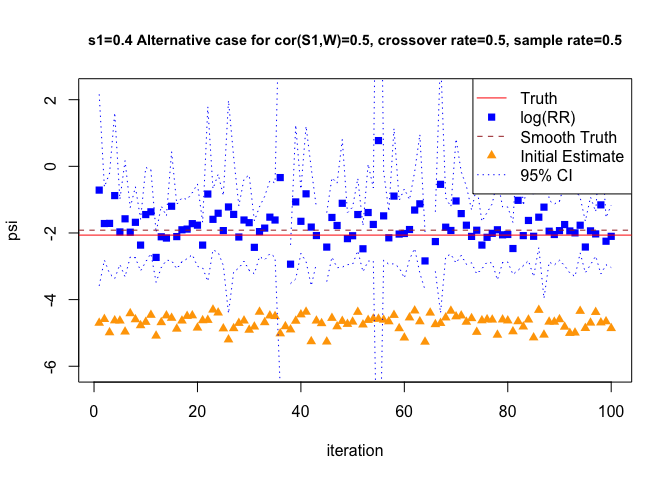 s1=0.4 Alternative case for cor(S1,W)=0.5, crossover rate=0.5, sample rate=0.5
Truth
log(RR)
Smooth Truth
Initial Estimate
95% CI
psi
2
0
-2
-4
-6
0 20 40 60 80 100
iteration